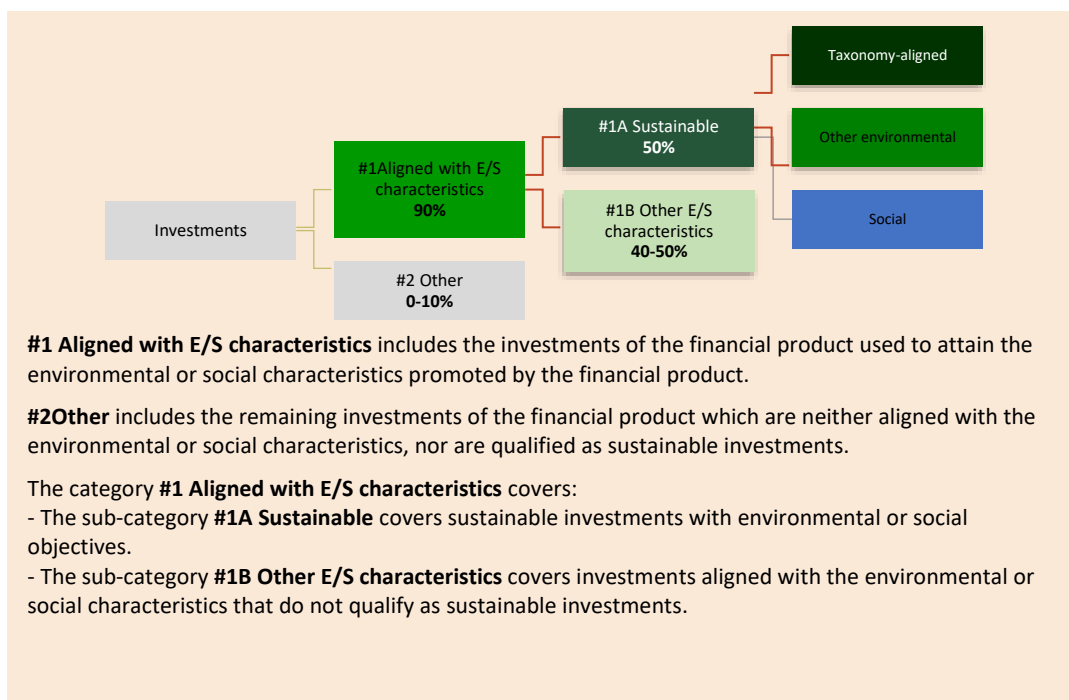 Taxonomy-aligned
#1A Sustainable
50%
Other environmental
#1Aligned with E/S
characteristics
90%
#1B Other E/S
characteristics
40-50%
Social
Investments
#2 Other
0-10%
#1 Aligned with E/S characteristics includes the investments of the financial product used to attain the
environmental or social characteristics promoted by the financial product.
#2Other includes the remaining investments of the financial product which are neither aligned with the
environmental or social characteristics, nor are qualified as sustainable investments.
The category #1 Aligned with E/S characteristics covers:
- The sub-category #1A Sustainable covers sustainable investments with environmental or social
objectives.
- The sub-category #1B Other E/S characteristics covers investments aligned with the environmental or
social characteristics that do not qualify as sustainable investments.